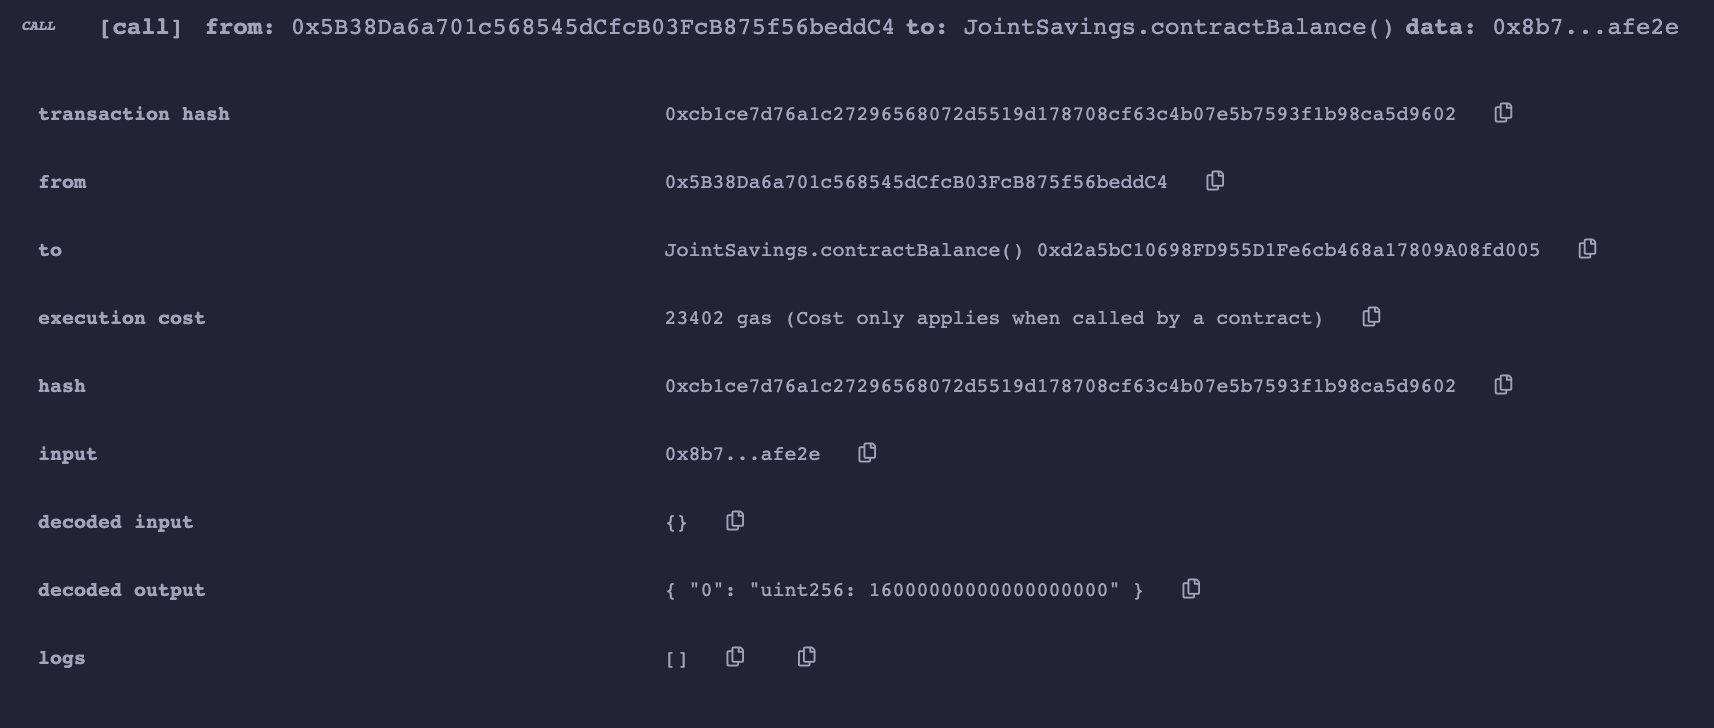 CALL [call] from: 0x5B38Da6a701c568545dCfcB03FcB875f56beddC4 to: JointSavings.contractBalance() data: 0x8b7...afe2e
transaction hash 0xcb1ce7d76a1c27296568072d5519d178708cf63c4b07e5b7593f1b98ca5d9602
from 0x5B38Da6a701c568545dCfcB03FcB875f56beddC4
to JointSavings.contractBalance() 0xd2a5bC10698FD955D1Fe6cb468a17809A08fd005
execution cost 23402 gas (Cost only applies when called by a contract)
hash 0xcb1ce7d76a1c27296568072d5519d178708cf63c4b07e5b7593f1b98ca5d9602
input 0x8b7...afe2e
decoded input {}
decoded output { "0": "uint256: 16000000000000000000" }
logs []